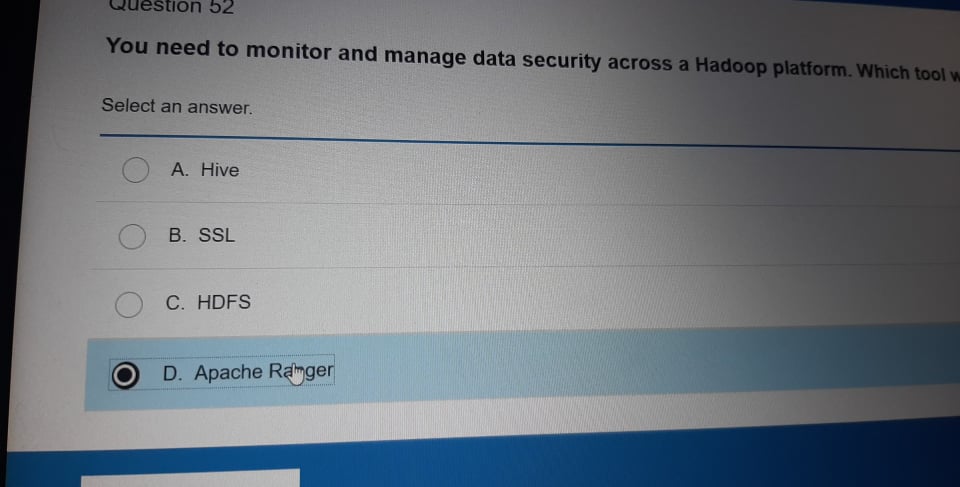 Question 52
You need to monitor and manage data security across a Hadoop platform. Which tool
Select an answer.
A. Hive
B. SSL
C. HDFS
D. Apache Ranger